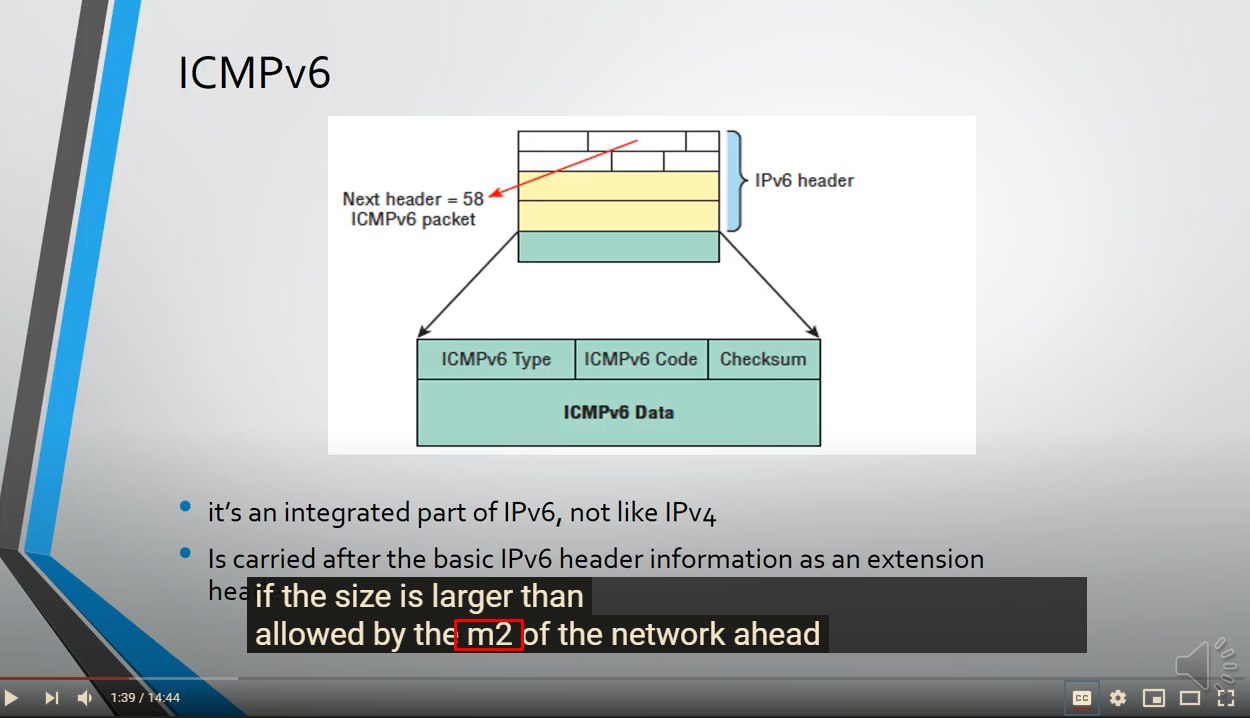 ICMPv6
IPv6 header
Next header = 58
ICMPv6 packet
ICMPv6 Type ICMPv6 Code Checksum
ICMPv6 Data
it's an integrated part of IPv6, not like IPv4
Is carried after the basic IPv6 header information as an extension
hea
if the size is larger than
allowed by the m2 of the network ahead
1:39 / 14:44
CC